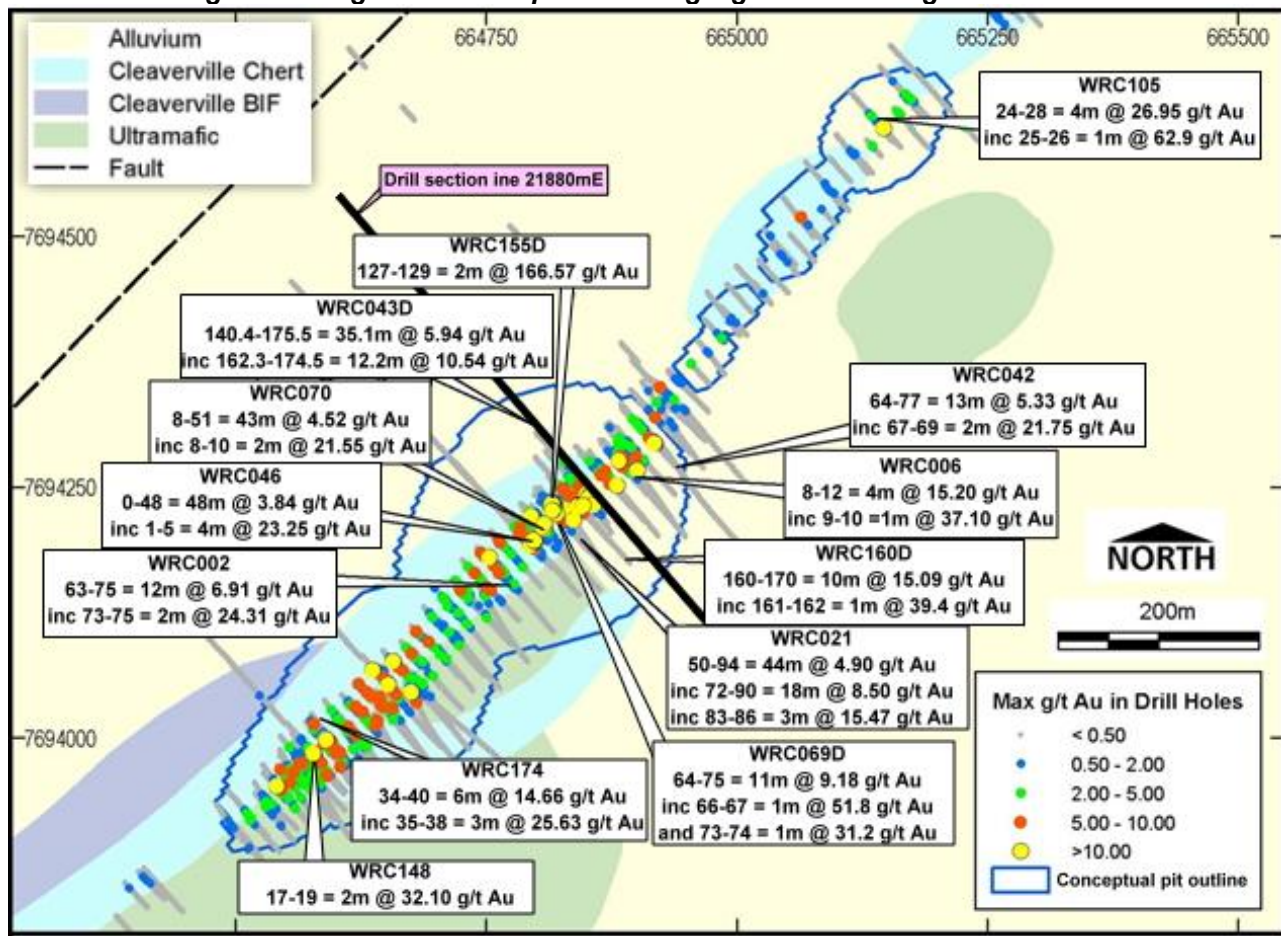 Alluvium
Cleaverville Chert
Cleaverville BIF
Ultramafic
Fault
664750
665000
665250
665500
WRC105
24-28 = 4m @ 26.95 g/t Au
inc 25-26 = 1m @ 62.9 g/t Au
Drill section ine 21880mE
7694500
WRC155D
127-129 = 2m @ 166.57 g/t Au
WRC043D
140.4-175.5 = 35.1m @ 5.94 g/t Au
inc 162.3-174.5 = 12.2m @ 10.54 g/t Au
WRC070
8-51 = 43m @ 4.52 g/t Au
inc 8-10 = 2m @ 21.55 g/t Au
WRC042
64-77 = 13m @ 5.33 g/t Au
inc 67-69 = 2m @ 21.75 g/t Au
WRC046
0-48 = 48m @ 3.84 g/t Au
inc 1-5 = 4m @ 23.25 g/t Au
WRC006
8-12 = 4m @ 15.20 g/t Au
inc 9-10 =1m @ 37.10 g/t Au
7694250
WRC002
63-75 = 12m @ 6.91 g/t Au
inc 73-75 = 2m @ 24.31 g/t Au
WRC160D
160-170 = 10m @ 15.09 g/t Au
inc 161-162 = 1m @ 39.4 g/t Au
NORTH
200m
WRC021
50-94 = 44m @ 4.90 g/t Au
inc 72-90 = 18m @ 8.50 g/t Au
inc 83-86 = 3m @ 15.47 g/t Au
7694000
WRC174
34-40 = 6m @ 14.66 g/t Au
inc 35-38 = 3m @ 25.63 g/t Au
WRC069D
64-75 = 11m @ 9.18 g/t Au
inc 66-67 = 1m @ 51.8 g/t Au
and 73-74 = 1m @ 31.2 g/t Au
WRC148
17-19 = 2m @ 32.10 g/t Au
Max g/t Au in Drill Holes
< 0.50
0.50 - 2.00
2.00 - 5.00
5.00 - 10.00
>10.00
Conceptual pit outline